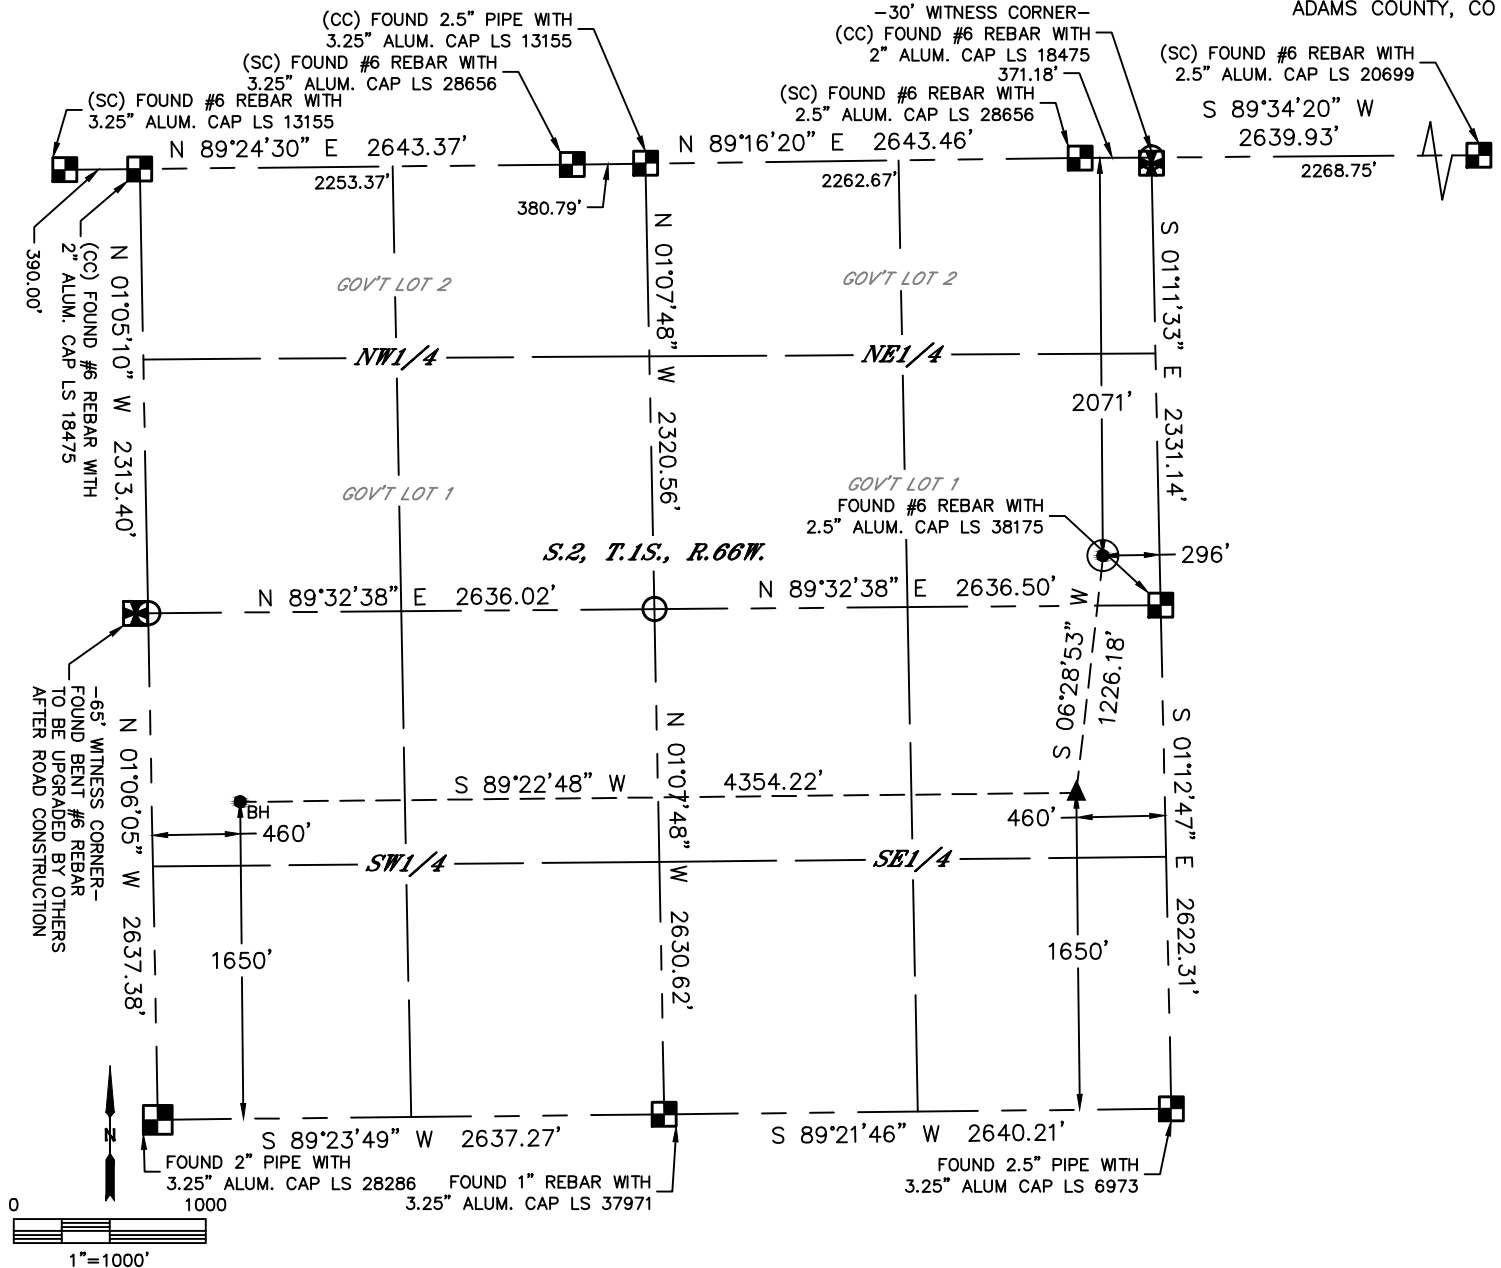 ADAMS COUNTY, CO
(CC) FOUND 2.5" PIPE WITH
3.25" ALUM. CAP LS 13155
-30' WITNESS CORNER-
(CC) FOUND #6 REBAR WITH
2" ALUM. CAP LS 18475
371.18'
(SC) FOUND #6 REBAR WITH
2.5" ALUM. CAP LS 20699
(SC) FOUND #6 REBAR WITH
3.25" ALUM. CAP LS 28656
(SC) FOUND #6 REBAR WITH
2.5" ALUM. CAP LS 28656
(SC) FOUND #6 REBAR WITH
3.25" ALUM. CAP LS 13155
S 89°34'20" W
2639.93'
N 89°24'30" E 2643.37'
N 89°16'20" E 2643.46'
2253.37'
380.79'
2262.67'
2268.75'
390.00'
(CC) FOUND #6 REBAR WITH
2" ALUM. CAP LS 18475
N 01°05'10" W 2313.40'
N 01°07'48" W 2320.56'
S 01°11'33" E 2331.14'
GOV'T LOT 2
GOV'T LOT 2
NW1/4
NE1/4
2071'
GOV'T LOT 1
GOV'T LOT 1
FOUND #6 REBAR WITH
2.5" ALUM. CAP LS 38175
S.2, T.1S., R.66W.
296'
N 89°32'38" E 2636.02'
N 89°32'38" E 2636.50'
S 06°28'53" W
1226.18'
-65' WITNESS CORNER-
FOUND BENT #6 REBAR
TO BE UPGRADED BY OTHERS
AFTER ROAD CONSTRUCTION
N 01°06'05" W 2637.38'
N 01°07'48" W 2630.62'
S 01°12'47" E 2622.31'
S 89°22'48" W 4354.22'
BH
460'
460'
SW1/4
SE1/4
1650'
1650'
N
S 89°23'49" W 2637.27'
S 89°21'46" W 2640.21'
FOUND 2" PIPE WITH
3.25" ALUM. CAP LS 28286
FOUND 1" REBAR WITH
3.25" ALUM. CAP LS 37971
FOUND 2.5" PIPE WITH
3.25" ALUM CAP LS 6973
0 1000
1"=1000'